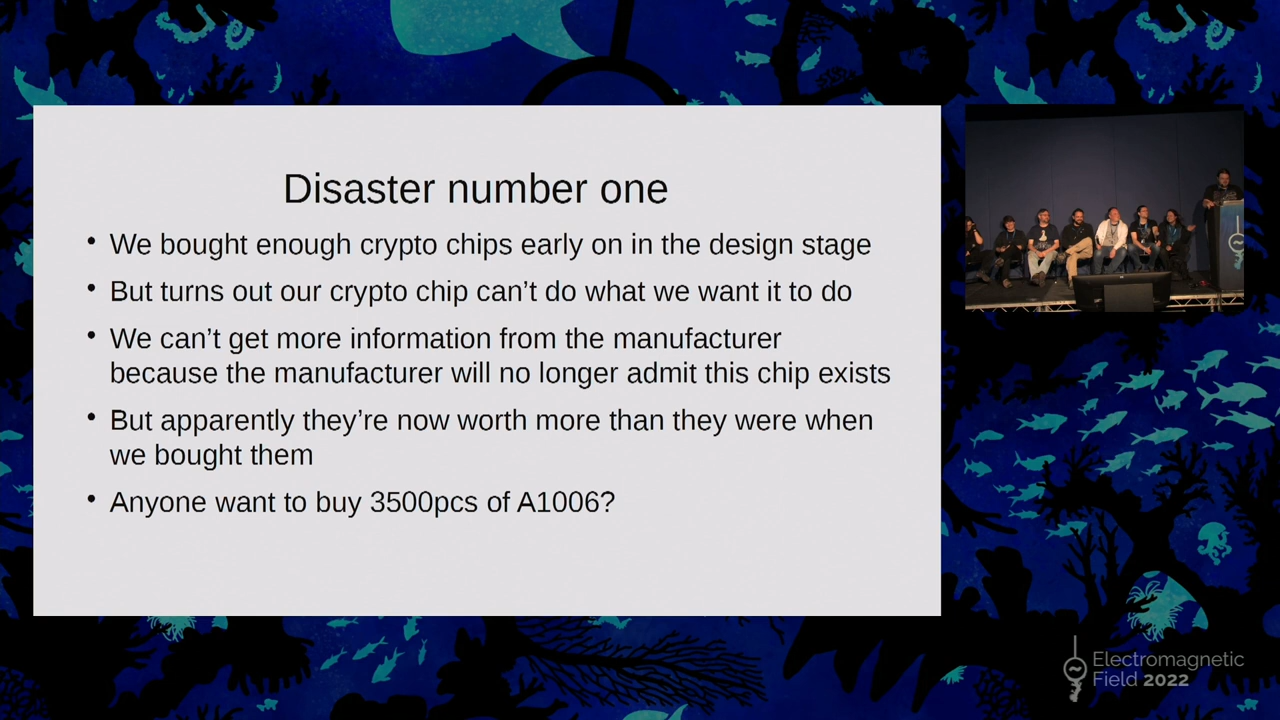 Disaster number one
• We bought enough crypto chips early on in the design stage
• But turns out our crypto chip can’t do what we want it to do
• We can’t get more information from the manufacturer
because the manufacturer will no longer admit this chip exists
• But apparently they’re now worth more than they were when
we bought them
• Anyone want to buy 3500pcs of A1006?
Electromagnetic
Field 2022